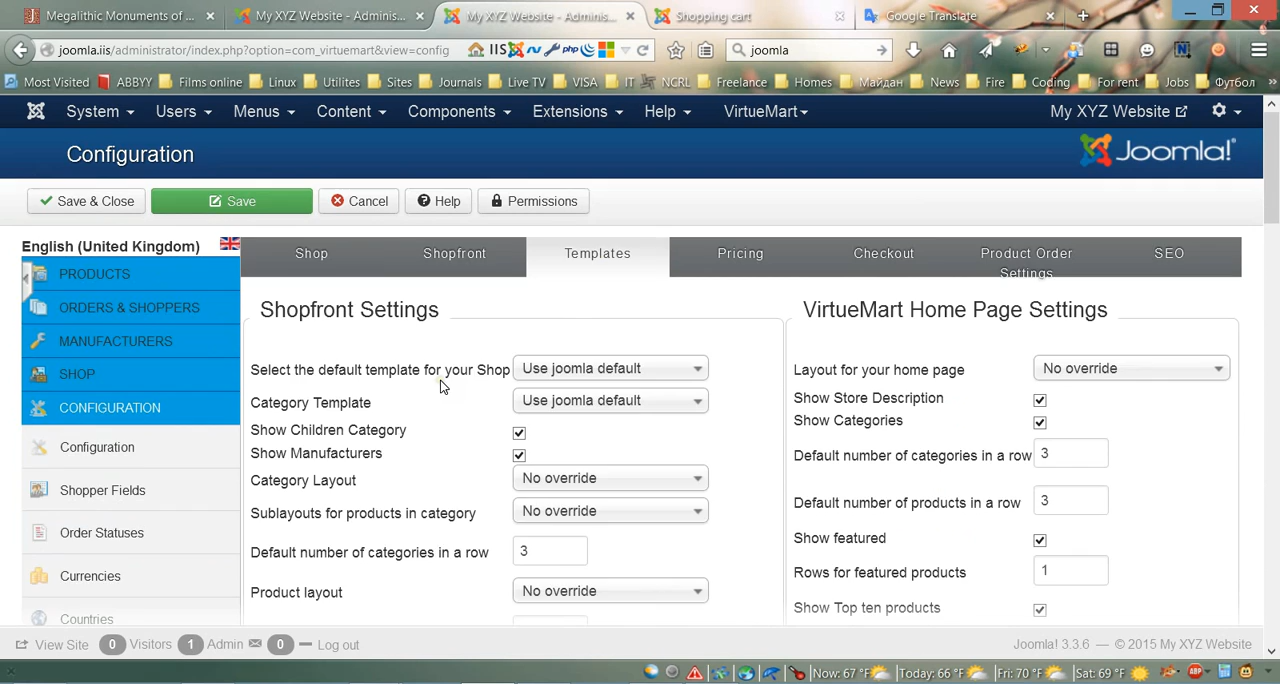 Megalithic Monuments of ... × My XYZ Website - Adminis... × My XYZ Website - Adminis... × Shopping cart × Google Translate ×
joomla.iis/administrator/index.php?option=com_virtuemart&view=config IIS php joomla
Most Visited ABBYY Films online Linux Utilites Sites Journals Live TV VISA IT NCRL Freelance Homes Майдан News Fire Coding For rent Jobs Футбол »
System Users Menus Content Components Extensions Help VirtueMart My XYZ Website
Configuration Joomla!
Save & Close Save Cancel Help Permissions
English (United Kingdom)
Shop Shopfront Templates Pricing Checkout Product Order Settings SEO
PRODUCTS
ORDERS & SHOPPERS
MANUFACTURERS
SHOP
CONFIGURATION
Configuration
Shopper Fields
Order Statuses
Currencies
Countries
Shopfront Settings
Select the default template for your Shop Use joomla default
Category Template Use joomla default
Show Children Category
Show Manufacturers
Category Layout No override
Sublayouts for products in category No override
Default number of categories in a row 3
Product layout No override
VirtueMart Home Page Settings
Layout for your home page No override
Show Store Description
Show Categories
Default number of categories in a row 3
Default number of products in a row 3
Show featured
Rows for featured products 1
Show Top ten products
View Site 0 Visitors 1 Admin 0 Log out Joomla! 3.3.6 — © 2015 My XYZ Website
Now: 67 °F Today: 66 °F Fri: 70 °F Sat: 69 °F ABP